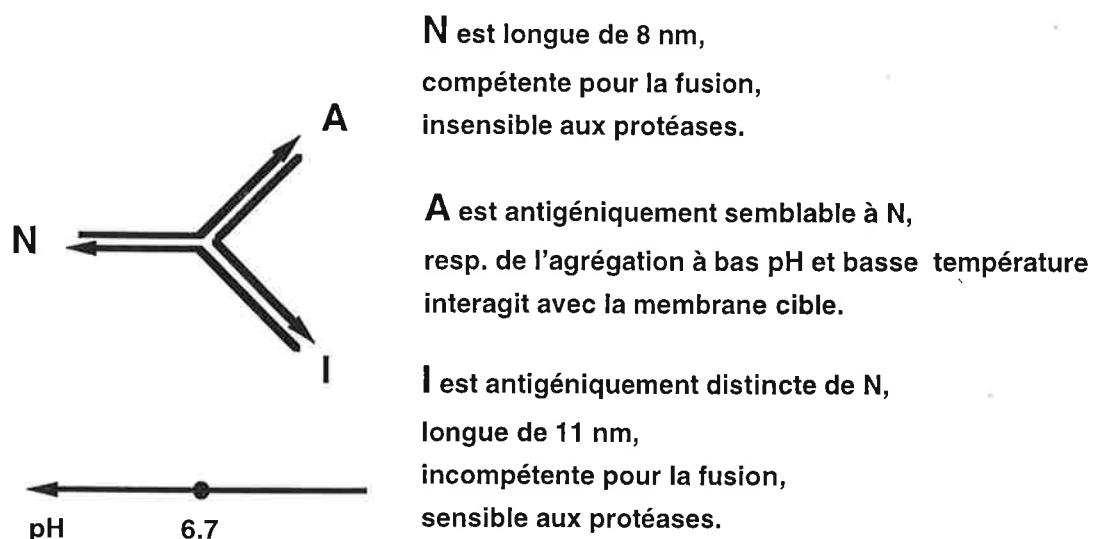 N est longue de 8 nm,
compétente pour la fusion,
insensible aux protéases.
A
N
A est antigéniquement semblable à N,
resp. de l'agrégation à bas pH et basse température
interagit avec la membrane cible.
I
I est antigéniquement distincte de N,
longue de 11 nm,
incompétente pour la fusion,
sensible aux protéases.
pH 6.7